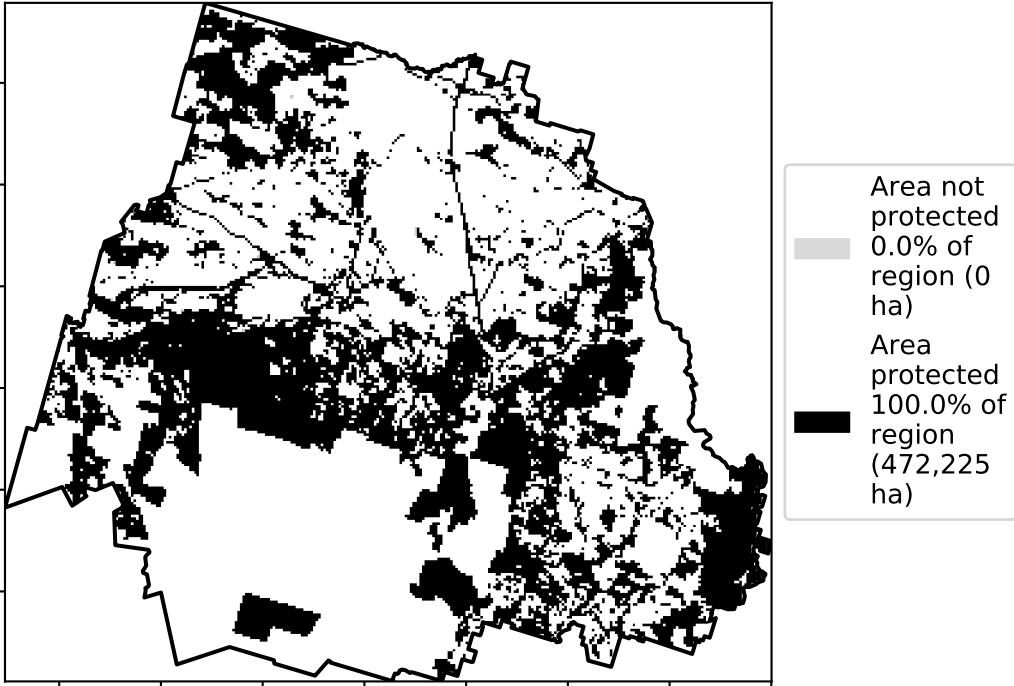 Area not
protected
0.0% of
region (0
ha)
Area
protected
100.0% of
region
(472,225
ha)